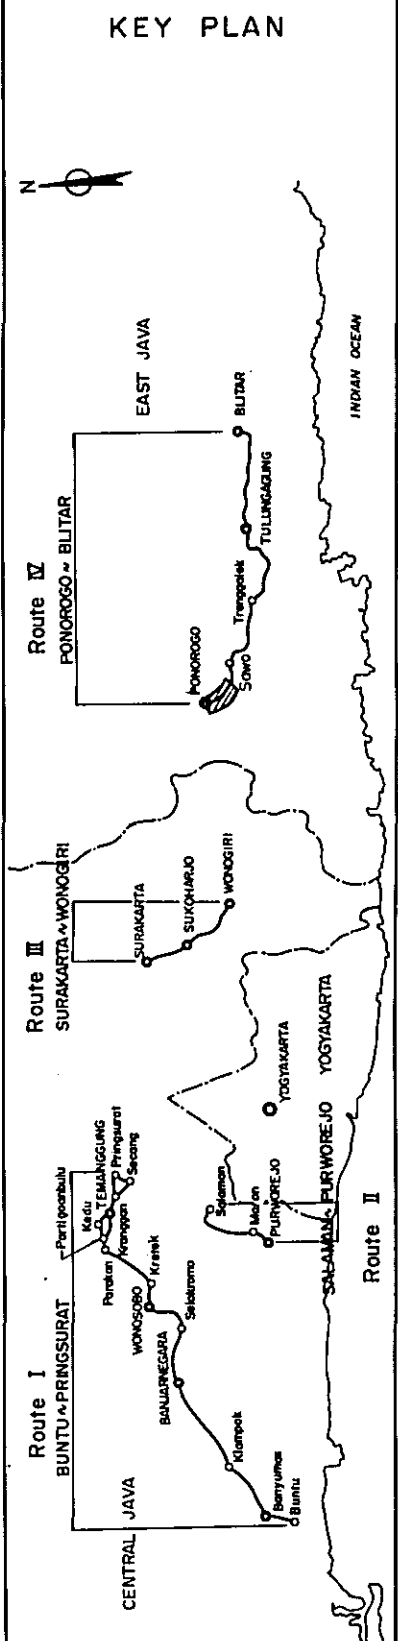 KEY PLAN
N
EAST JAVA
INDIAN OCEAN
Route IV
PONOROGO ~ BLITAR
BLITAR
TULUNGAGUNG
Trenggalek
Sawo
PONOROGO
Route III
SURAKARTA ~ WONOGIRI
SURAKARTA
SUKOHARJO
WONOGIRI
YOGYAKARTA
YOGYAKARTA
Route II
SALAMAN ~ PURWOREJO
Salaman
Maron
PURWOREJO
Route I
BUNTU ~ PRINGSURAT
CENTRAL JAVA
Kedu
TEMANGGUNG
Pringsurat
Secang
Kranggan
Parakan
Kretek
WONOSOBO
Selokromo
BANJARNEGARA
Klampok
Banyumas
Buntu